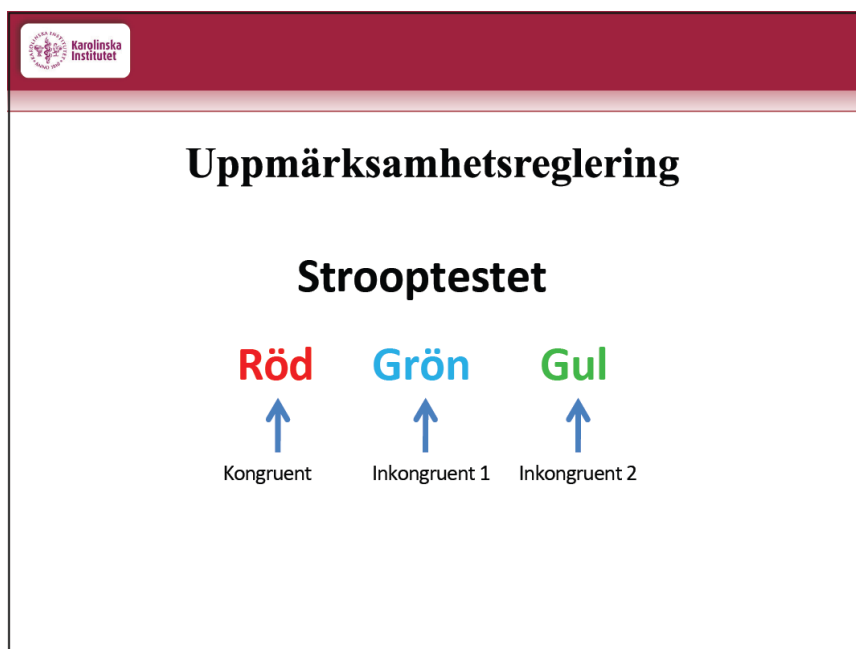 Karolinska
Institutet
Uppmärksamhetsreglering
Strooptestet
Röd Grön Gul
Kongruent Inkongruent 1 Inkongruent 2